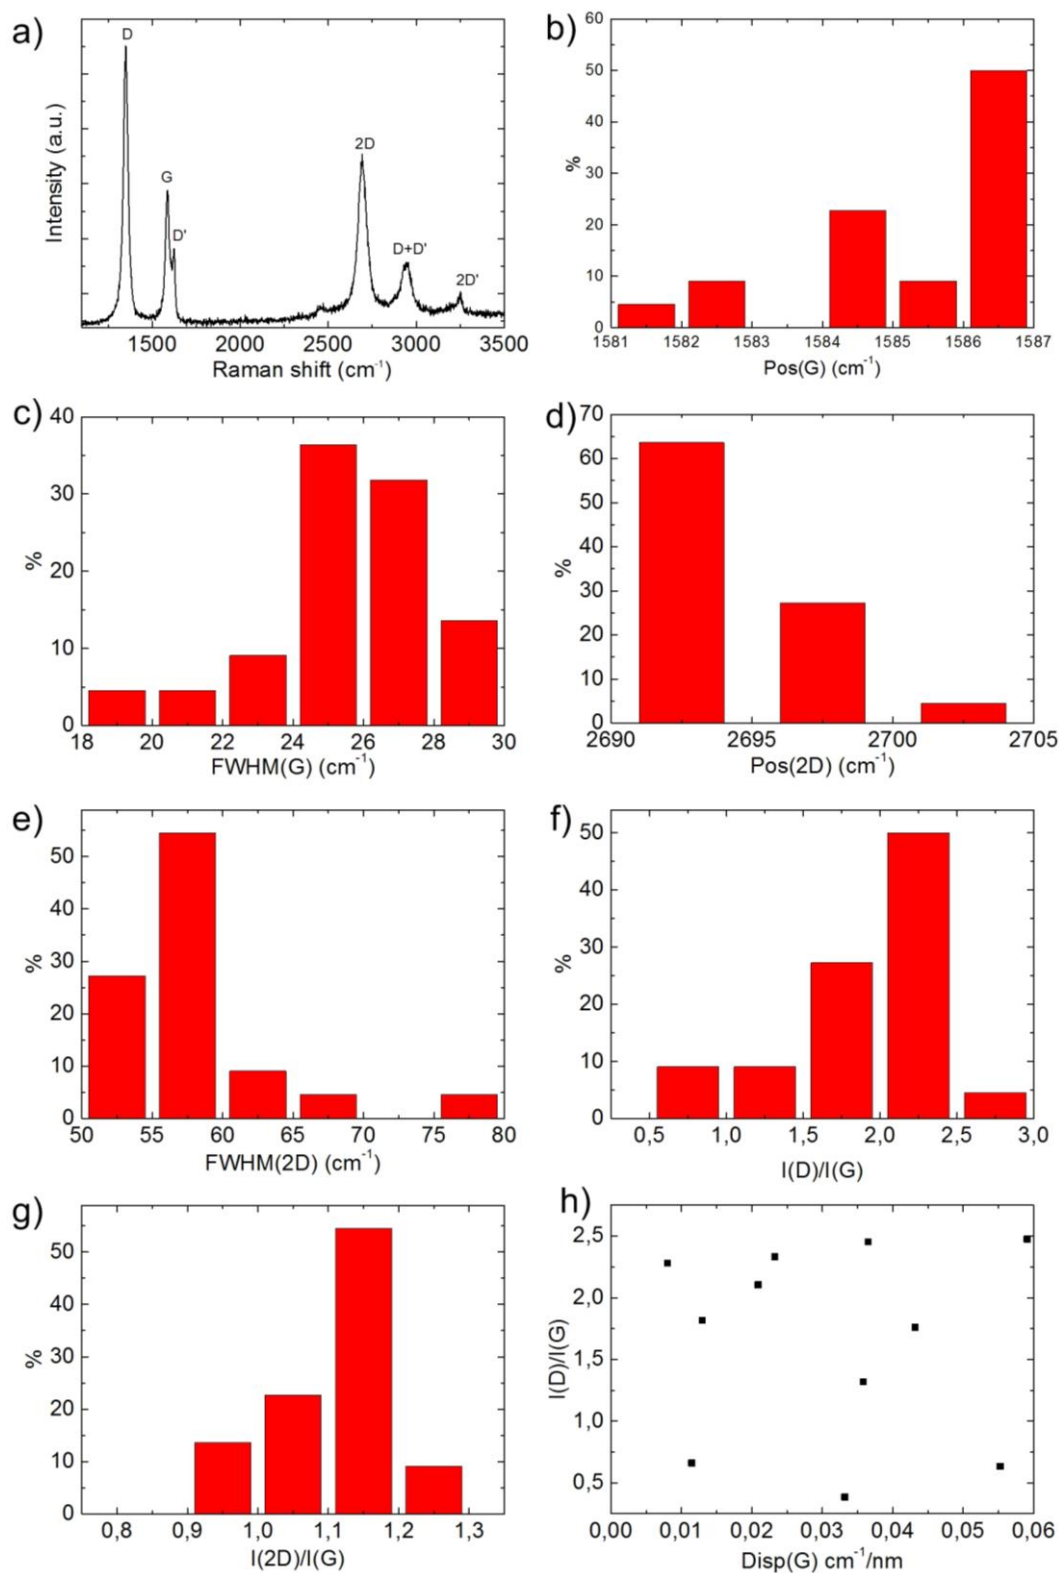 a)
D
G
D'
2D
D+D'
2D'
Intensity (a.u.)
1500 2000 2500 3000 3500
Raman shift (cm-1)
b)
60
50
40
30
20
10
0
%
1581 1582 1583 1584 1585 1586 1587
Pos(G) (cm-1)
c)
40
30
20
10
0
%
18 20 22 24 26 28 30
FWHM(G) (cm-1)
d)
70
60
50
40
30
20
10
0
%
2690 2695 2700 2705
Pos(2D) (cm-1)
e)
50
40
30
20
10
0
%
50 55 60 65 70 75 80
FWHM(2D) (cm-1)
f)
50
40
30
20
10
0
%
0,5 1,0 1,5 2,0 2,5 3,0
I(D)/I(G)
g)
50
40
30
20
10
0
%
0,8 0,9 1,0 1,1 1,2 1,3
I(2D)/I(G)
h)
2,5
2,0
1,5
1,0
0,5
I(D)/I(G)
0,00 0,01 0,02 0,03 0,04 0,05 0,06
Disp(G) cm-1/nm